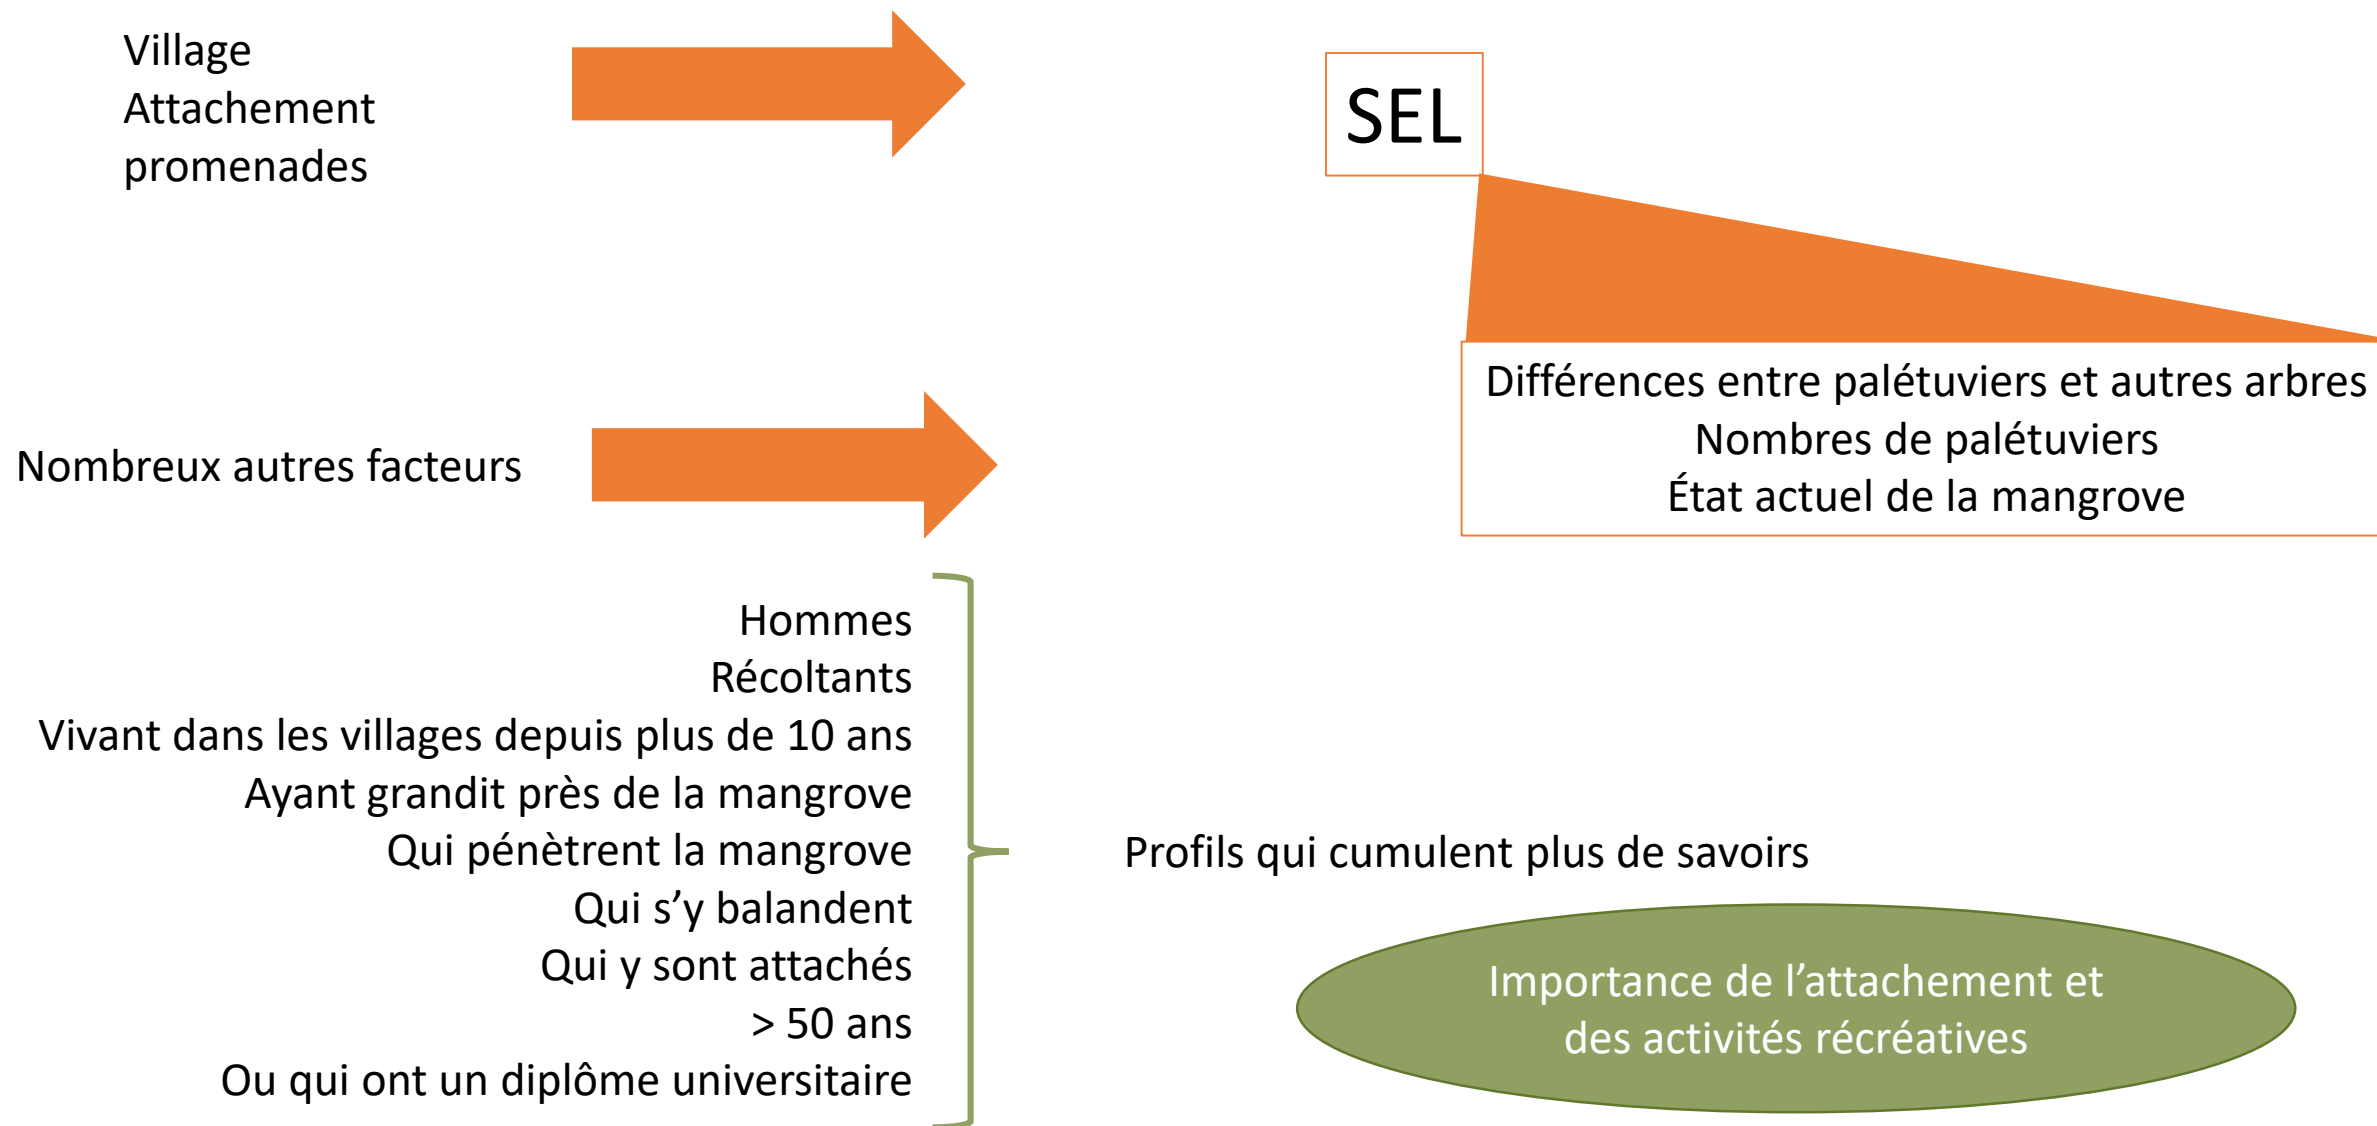 Village
Attachement
promenades
SEL
Différences entre palétuviers et autres arbres
Nombres de palétuviers
État actuel de la mangrove
Nombreux autres facteurs
Hommes
Récoltants
Vivant dans les villages depuis plus de 10 ans
Ayant grandit près de la mangrove
Qui pénètrent la mangrove
Qui s’y balandent
Qui y sont attachés
> 50 ans
Ou qui ont un diplôme universitaire
Profils qui cumulent plus de savoirs
Importance de l’attachement et
des activités récréatives